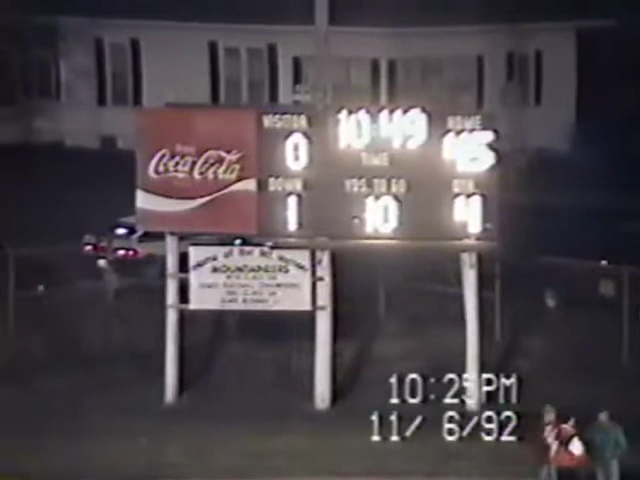 VISITOR
10:49
HOME
Coca-Cola
0
TIME
45
DOWN
YDS. TO GO
QTR.
1
10
4
MOUNTAINEERS
10:25PM
11/ 6/92